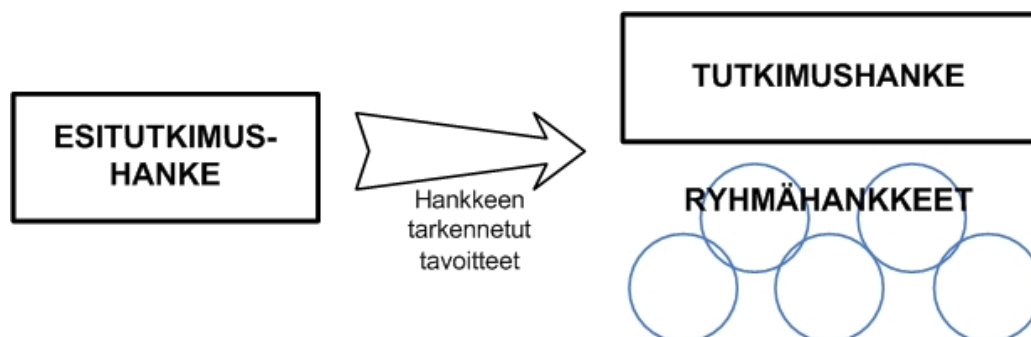 ESITUTKIMUS-
HANKE
Hankkeen
tarkennetut
tavoitteet
TUTKIMUSHANKE
RYHMÄHANKKEET